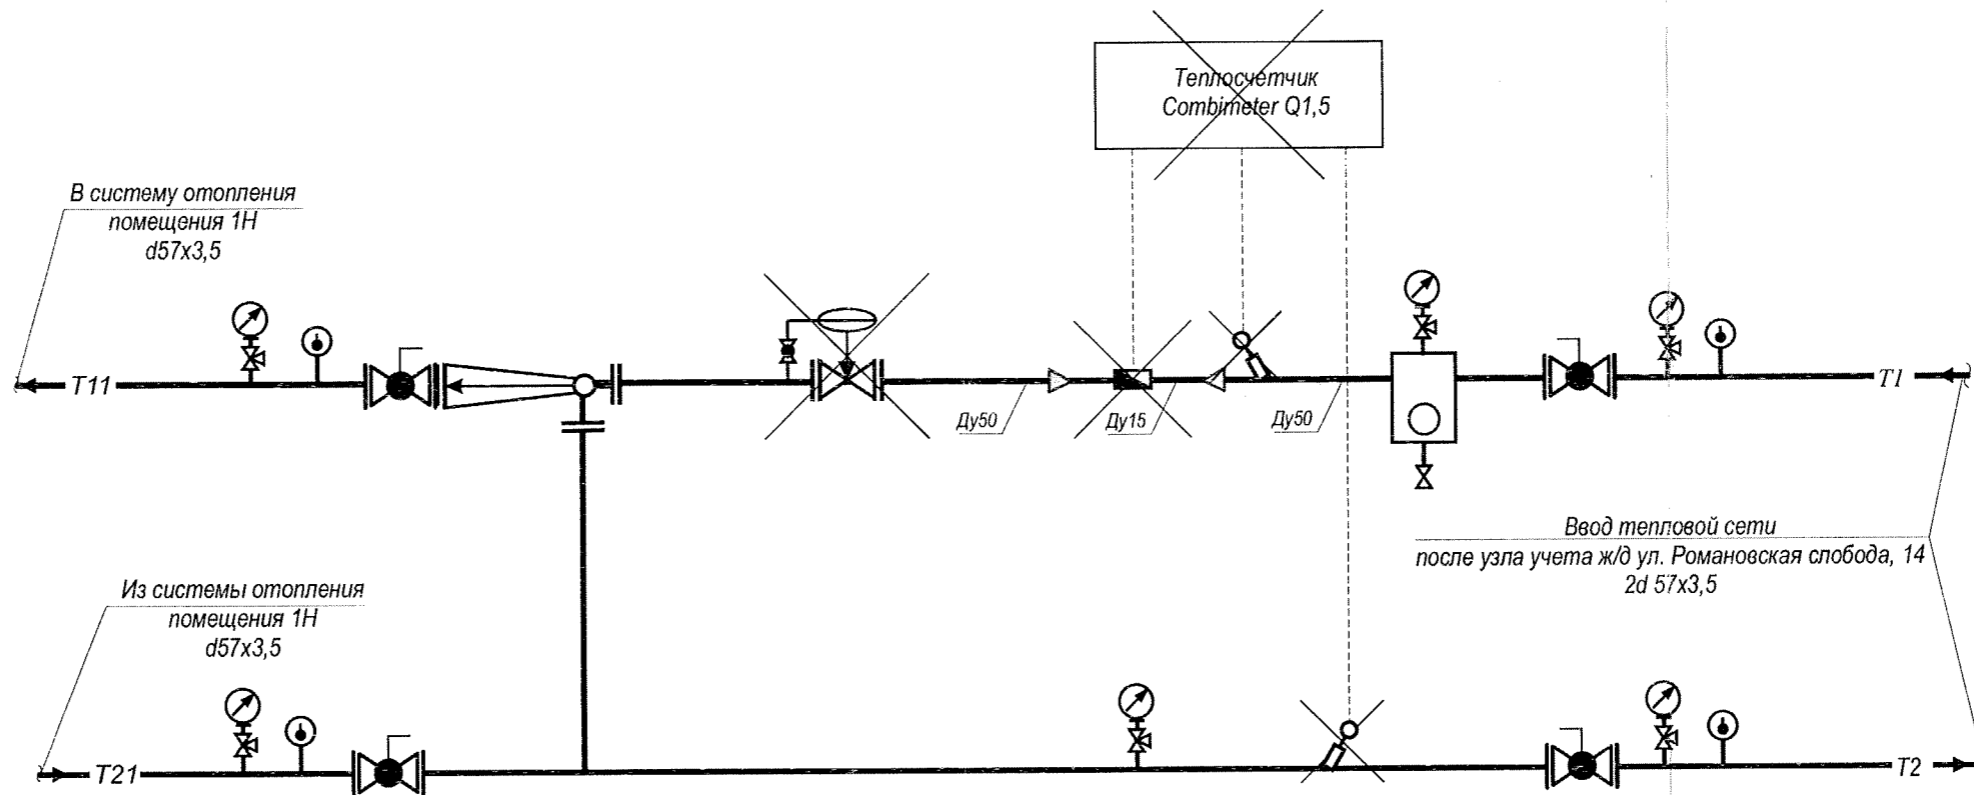 Теплосчетчик
Combimeter Q1,5
В систему отопления
помещения 1Н
d57x3,5
T11
T1
Ду50
Ду15
Ду50
Ввод тепловой сети
после узла учета ж/д ул. Романовская слобода, 14
2d 57x3,5
Из системы отопления
помещения 1Н
d57x3,5
T21
T2